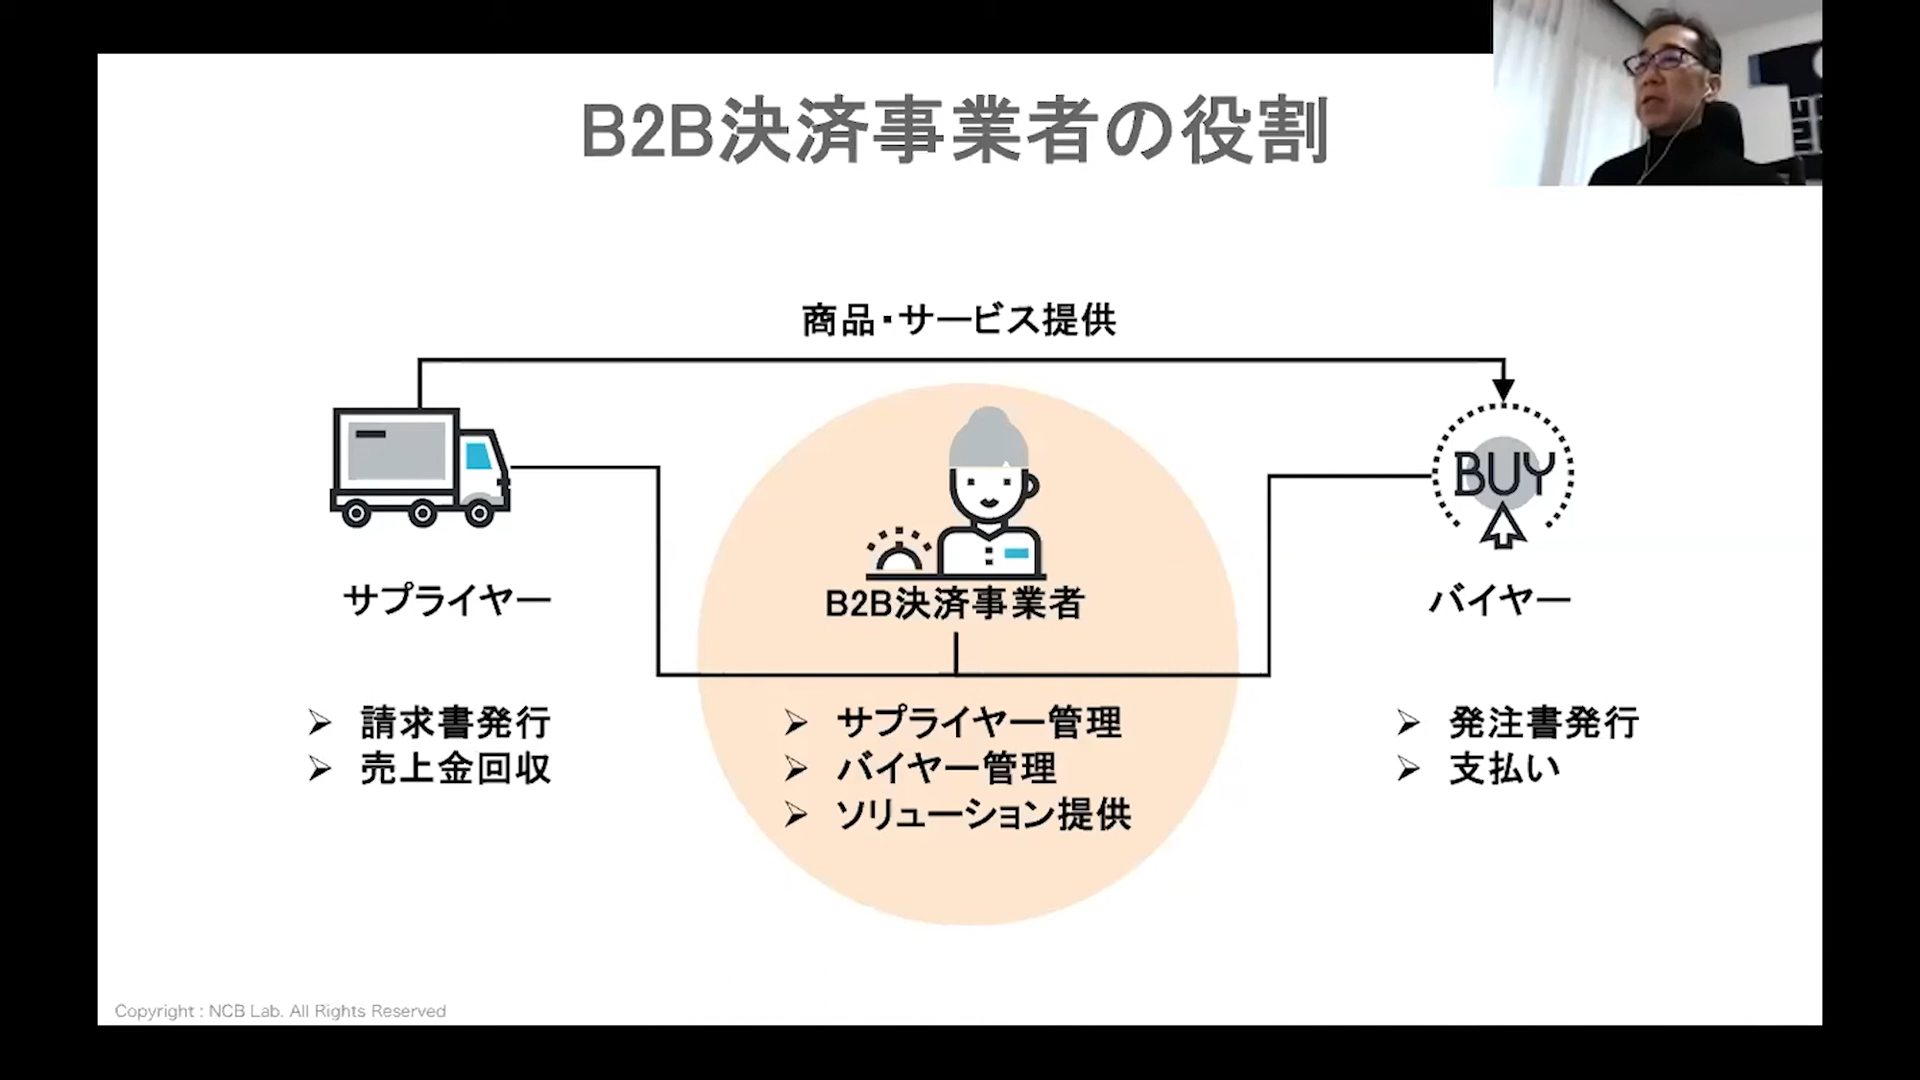 B2B決済事業者の役割
商品・サービス提供
BUY
サプライヤー
B2B決済事業者
バイヤー
➢ 請求書発行
➢ 売上金回収
➢ サプライヤー管理
➢ バイヤー管理
➢ ソリューション提供
➢ 発注書発行
➢ 支払い
Copyright : NCB Lab. All Rights Reserved